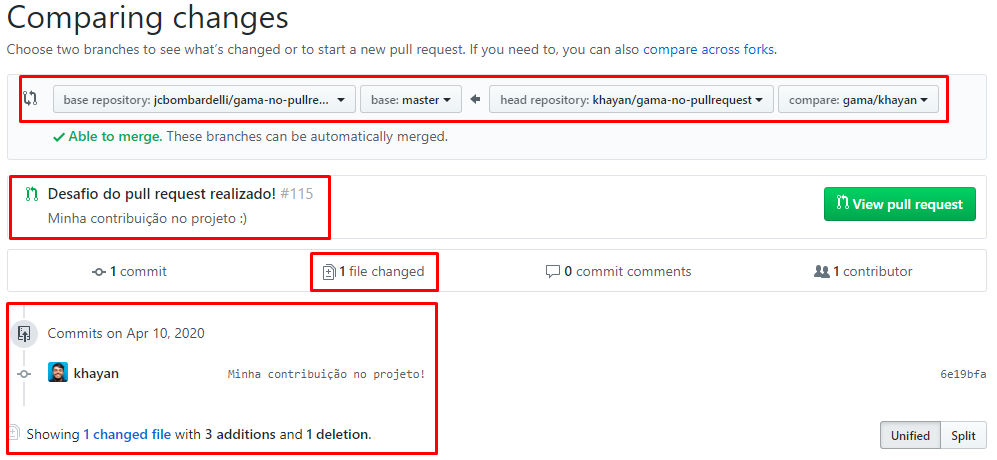 Comparing changes
Choose two branches to see what's changed or to start a new pull request. If you need to, you can also compare across forks.
base repository: jcbombardelli/gama-no-pullre... base: master head repository: khayan/gama-no-pullrequest compare: gama/khayan
Able to merge. These branches can be automatically merged.
Desafio do pull request realizado! #115
Minha contribuição no projeto :)
View pull request
1 commit 1 file changed 0 commit comments 1 contributor
Commits on Apr 10, 2020
khayan Minha contribuição no projeto! 6e19bfa
Showing 1 changed file with 3 additions and 1 deletion. Unified Split